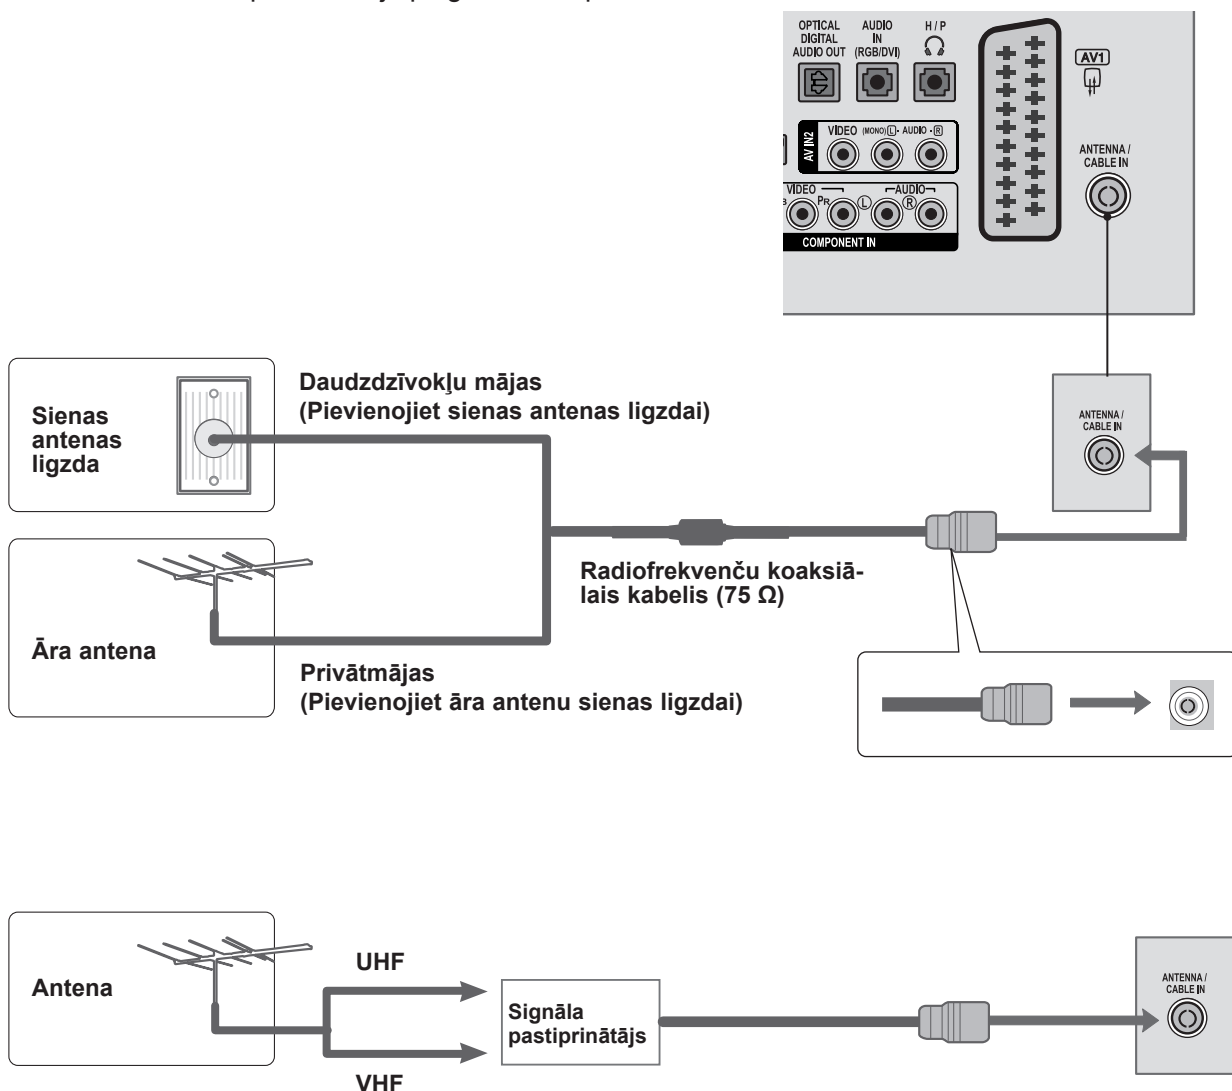 OPTICAL DIGITAL AUDIO OUT
AUDIO IN (RGB/DVI)
H / P
AV1
AV IN2
VIDEO (MONO) L - AUDIO - R
ANTENNA / CABLE IN
VIDEO AUDIO
B PR L R
COMPONENT IN
Sienas
antenas
ligzda
Daudzdzīvokļu mājas
(Pievienojiet sienas antenas ligzdai)
ANTENNA /
CABLE IN
Radiofrekvenču koaksiā-
lais kabelis (75 Ω)
Āra antena
Privātmājas
(Pievienojiet āra antenu sienas ligzdai)
Antena
UHF
VHF
Signāla
pastiprinātājs
ANTENNA /
CABLE IN